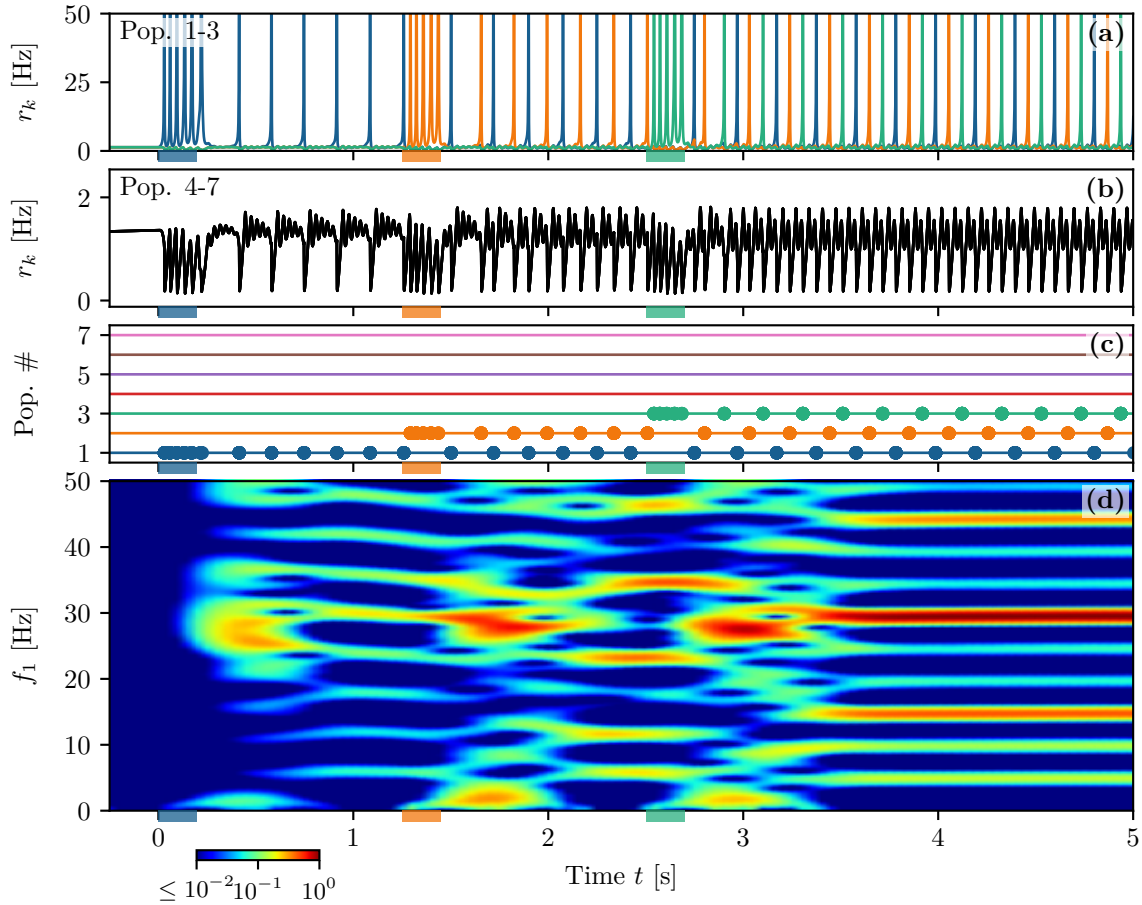 50
Pop. 1-3
(a)
25
0
r_k [Hz]
2
Pop. 4-7
(b)
0
r_k [Hz]
7
(c)
5
3
1
Pop. #
50
(d)
40
30
20
10
0
f_1 [Hz]
0 1 2 3 4 5
Time t [s]
≤ 10^{-2} 10^{-1} 10^0